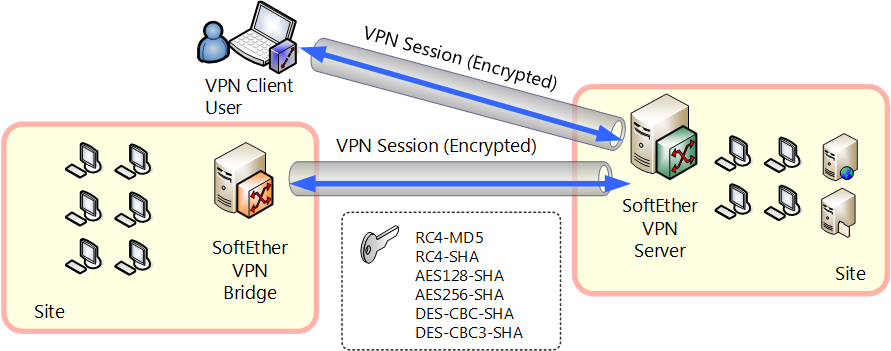 VPN Session (Encrypted)
VPN Client
User
VPN Session (Encrypted)
SoftEther
VPN
Server
Site
SoftEther
VPN
Bridge
Site
RC4-MD5
RC4-SHA
AES128-SHA
AES256-SHA
DES-CBC-SHA
DES-CBC3-SHA